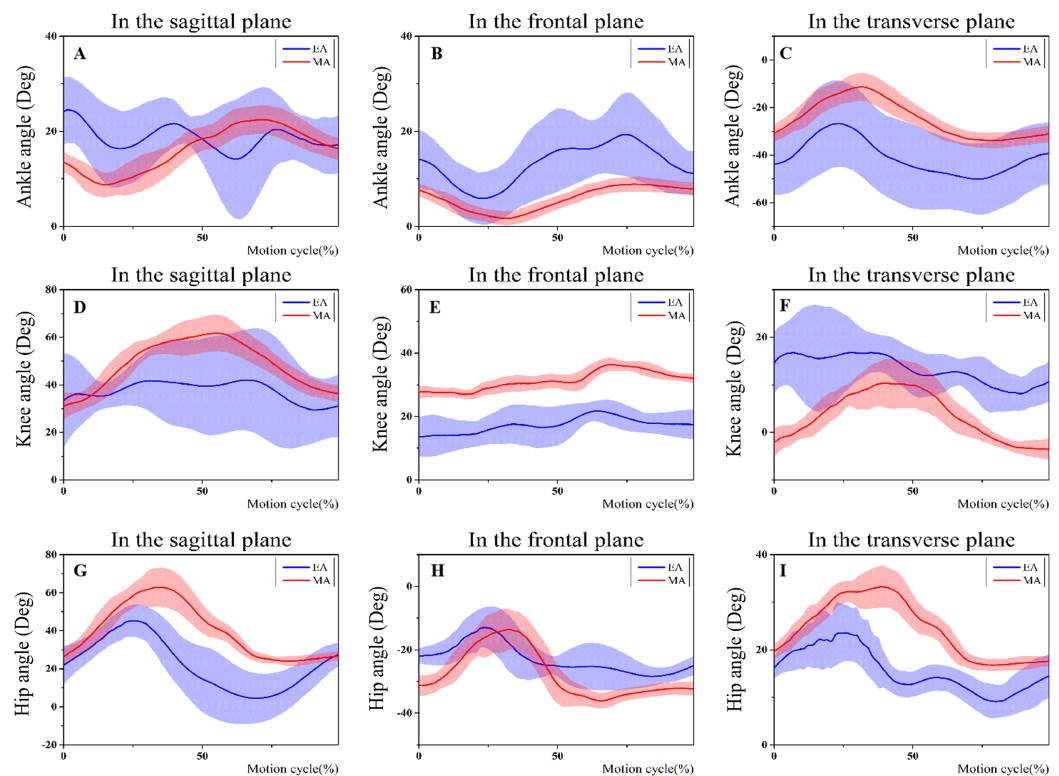 In the sagittal plane
In the frontal plane
In the transverse plane
A
EA
MA
Ankle angle (Deg)
40
20
0
0
50
Motion cycle(%)
B
EA
MA
Ankle angle (Deg)
40
20
0
0
50
Motion cycle(%)
C
EA
MA
Ankle angle (Deg)
0
-20
-40
-60
0
50
Motion cycle(%)
In the sagittal plane
In the frontal plane
In the transverse plane
D
EA
MA
Knee angle (Deg)
80
60
40
20
0
0
50
Motion cycle(%)
E
EA
MA
Knee angle (Deg)
60
40
20
0
0
50
Motion cycle(%)
F
EA
MA
Knee angle (Deg)
20
0
0
50
Motion cycle(%)
In the sagittal plane
In the frontal plane
In the transverse plane
G
EA
MA
Hip angle (Deg)
80
60
40
20
0
-20
0
50
Motion cycle(%)
H
EA
MA
Hip angle (Deg)
0
-20
-40
0
50
Motion cycle(%)
I
EA
MA
Hip angle (Deg)
40
20
0
0
50
Motion cycle(%)